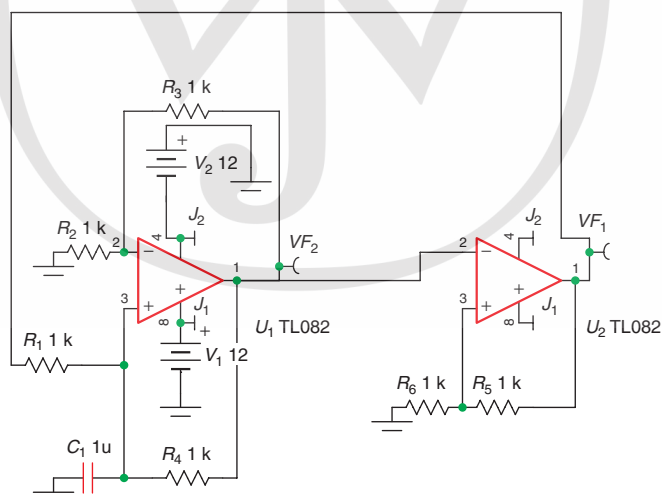 R3 1 k
+
V2 12
J2
4
R2 1 k
2
−
VF2
1
+
3
+
J1
8
+
U1 TL082
V1 12
R1 1 k
C1 1u
R4 1 k
VF1
J2
4
2
−
1
+
3
+
J1
8
U2 TL082
R6 1 k
R5 1 k